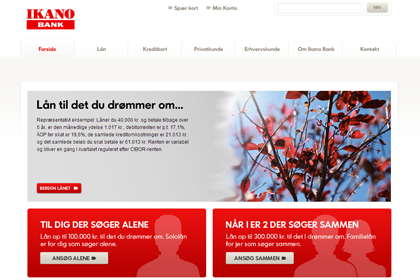 IKANO
BANK
Spær kort
Min Konto
SØG
Forside
Lån
Kreditkort
Privatkunde
Erhvervskunde
Om Ikano Bank
Kontakt
Lån til det du drømmer om...
Repræsentativt eksempel: Låner du 40.000 kr. og betale tilbage over
5 år, er den månedlige ydelse 1.017 kr., debitorrenten er p.t. 17,1%,
ÅOP før skat er 19,6%, de samlede kreditomkostninger er 21.013 kr.
og det samlede beløb du skal betale er 61.013 kr. Renten er variabel
og bliver en gang i kvartalet reguleret efter CIBOR-renten.
BEREGN LÅNET
TIL DIG DER SØGER ALENE
Lån op til 100.000 kr. til det du drømmer om. Sololån
er for dig som søger alene.
ANSØG ALENE
NÅR I ER 2 DER SØGER SAMMEN
Lån op til 300.000 kr. til det I drømmer om. Familielån
for jer som søger sammen.
ANSØG SAMMEN